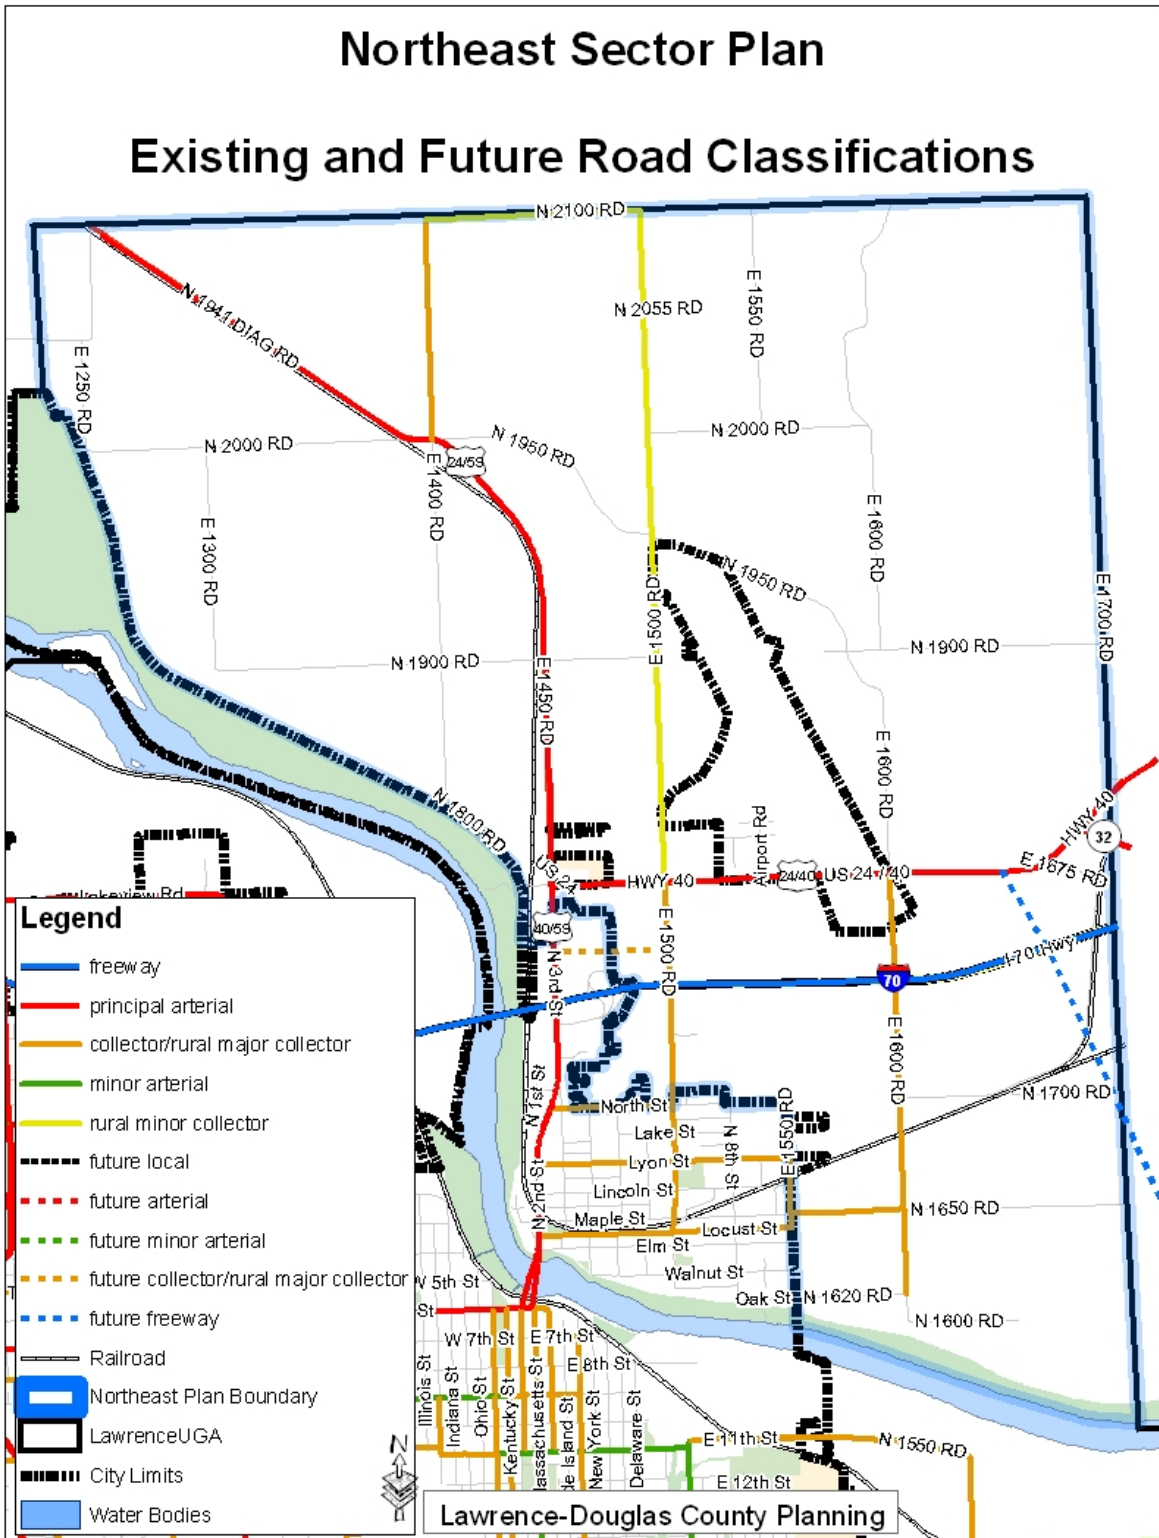 Northeast Sector Plan
Existing and Future Road Classifications
N 2100 RD
N 1941 DIAG RD
N 2055 RD
E 1550 RD
E 1250 RD
N 2000 RD
24/59
N 1950 RD
N 2000 RD
E 1400 RD
E 1300 RD
E 1600 RD
N 1950 RD
E 1500 RD
E 1700 RD
N 1900 RD
E 1450 RD
N 1900 RD
E 1600 RD
N 1800 RD
Airport Rd
HWY 40
32
US 24
HWY 40
24/40
US 24 / 40
E 1675 RD
Lakeview Rd
40/59
E 1500 RD
N 3rd St
I-70 Hwy
70
E 1600 RD
N 1st St
North St
E 1550 RD
N 1700 RD
Lake St
N 8th St
Lyon St
N 2nd St
Lincoln St
Maple St
Locust St
N 1650 RD
Elm St
Walnut St
W 5th St
Oak St
N 1620 RD
St
N 1600 RD
W 7th St
E 7th St
E 8th St
Illinois St
Indiana St
Ohio St
Kentucky St
assachusetts St
de Island St
New York St
Delaware St
E 11th St
N 1550 RD
E 12th St
Legend
freeway
principal arterial
collector/rural major collector
minor arterial
rural minor collector
future local
future arterial
future minor arterial
future collector/rural major collector
future freeway
Railroad
Northeast Plan Boundary
LawrenceUGA
City Limits
Water Bodies
N
Lawrence-Douglas County Planning